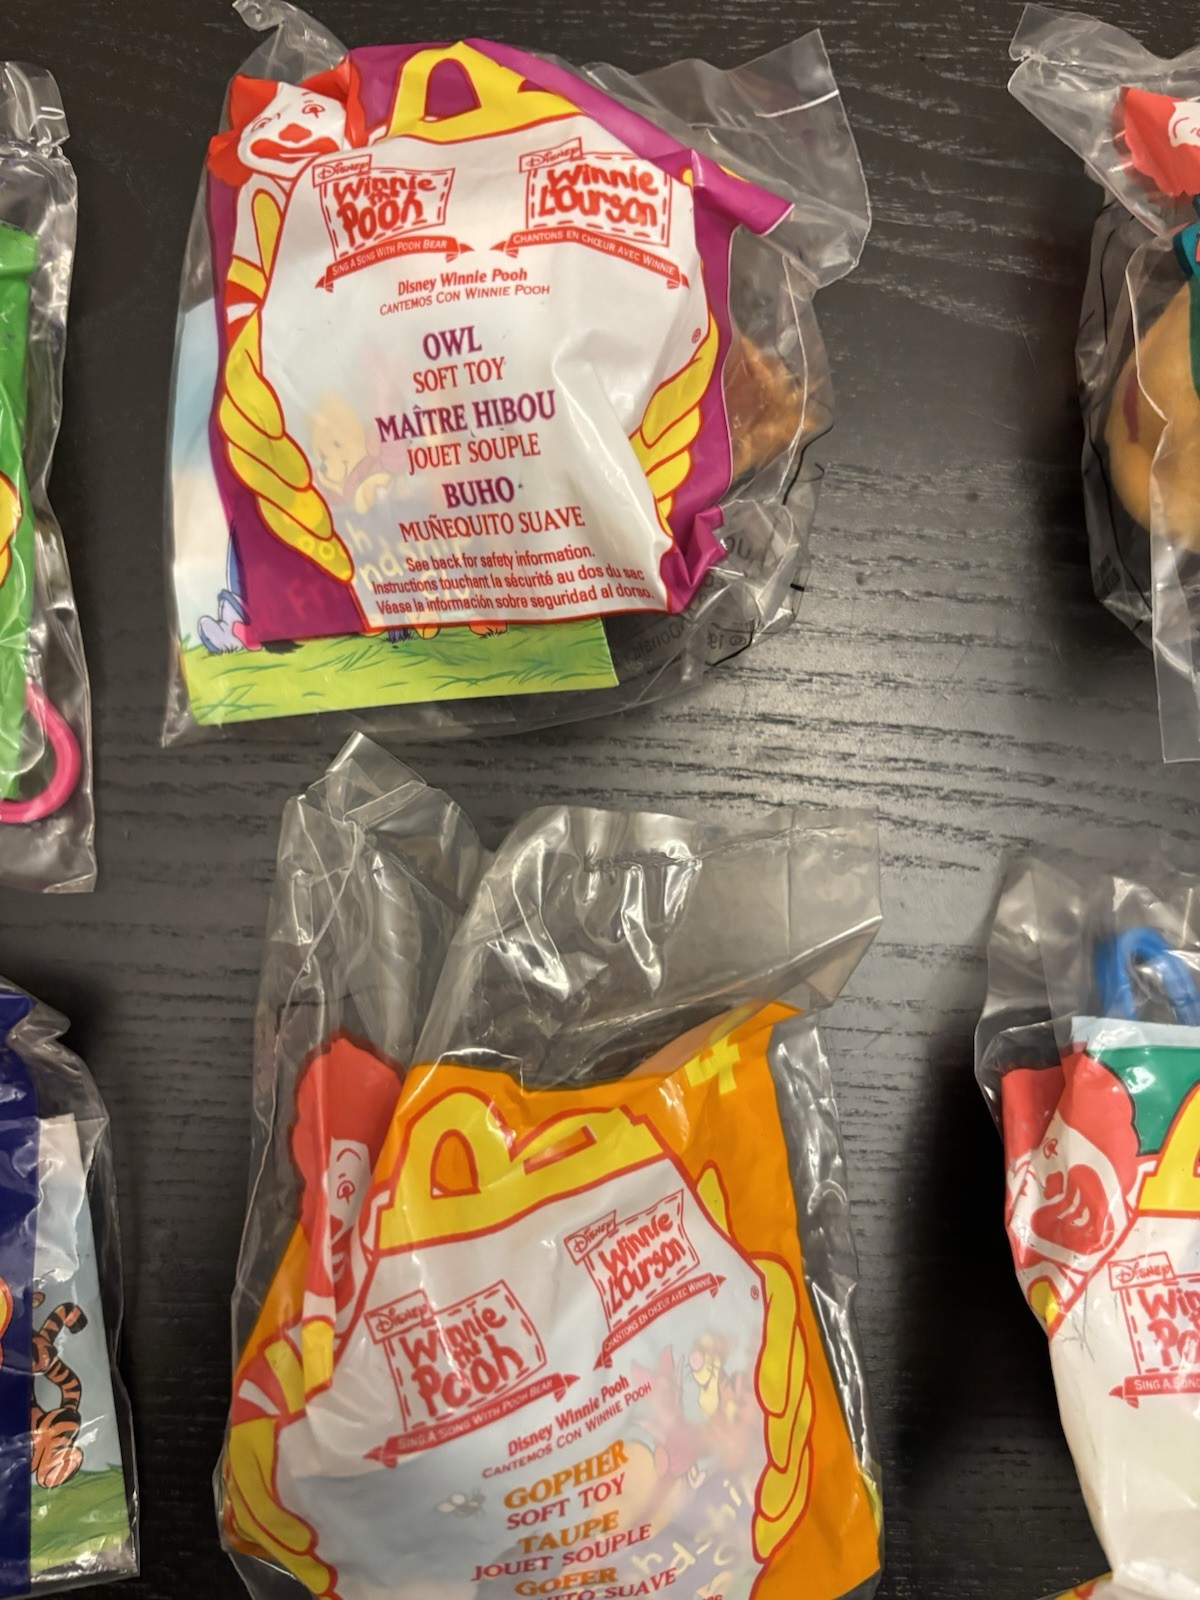 DISNEY
Winnie
THE
Pooh
SING A SONG WITH POOH BEAR
DISNEY
Winnie
L'Ourson
CHANTONS EN CHŒUR AVEC WINNIE
Disney Winnie Pooh
CANTEMOS CON WINNIE POOH
OWL
SOFT TOY
MAÎTRE HIBOU
JOUET SOUPLE
BUHO
MUÑEQUITO SUAVE
See back for safety information.
Instructions touchant la sécurité au dos du sac
Véase la información sobre seguridad al dorso.
®
4
DISNEY
Winnie
THE
Pooh
SING A SONG WITH POOH BEAR
DISNEY
Winnie
L'Ourson
CHANTONS EN CHŒUR AVEC WINNIE
®
Disney Winnie Pooh
CANTEMOS CON WINNIE POOH
GOPHER
SOFT TOY
TAUPE
JOUET SOUPLE
GOFER
SUAVE
DISNEY
SING A